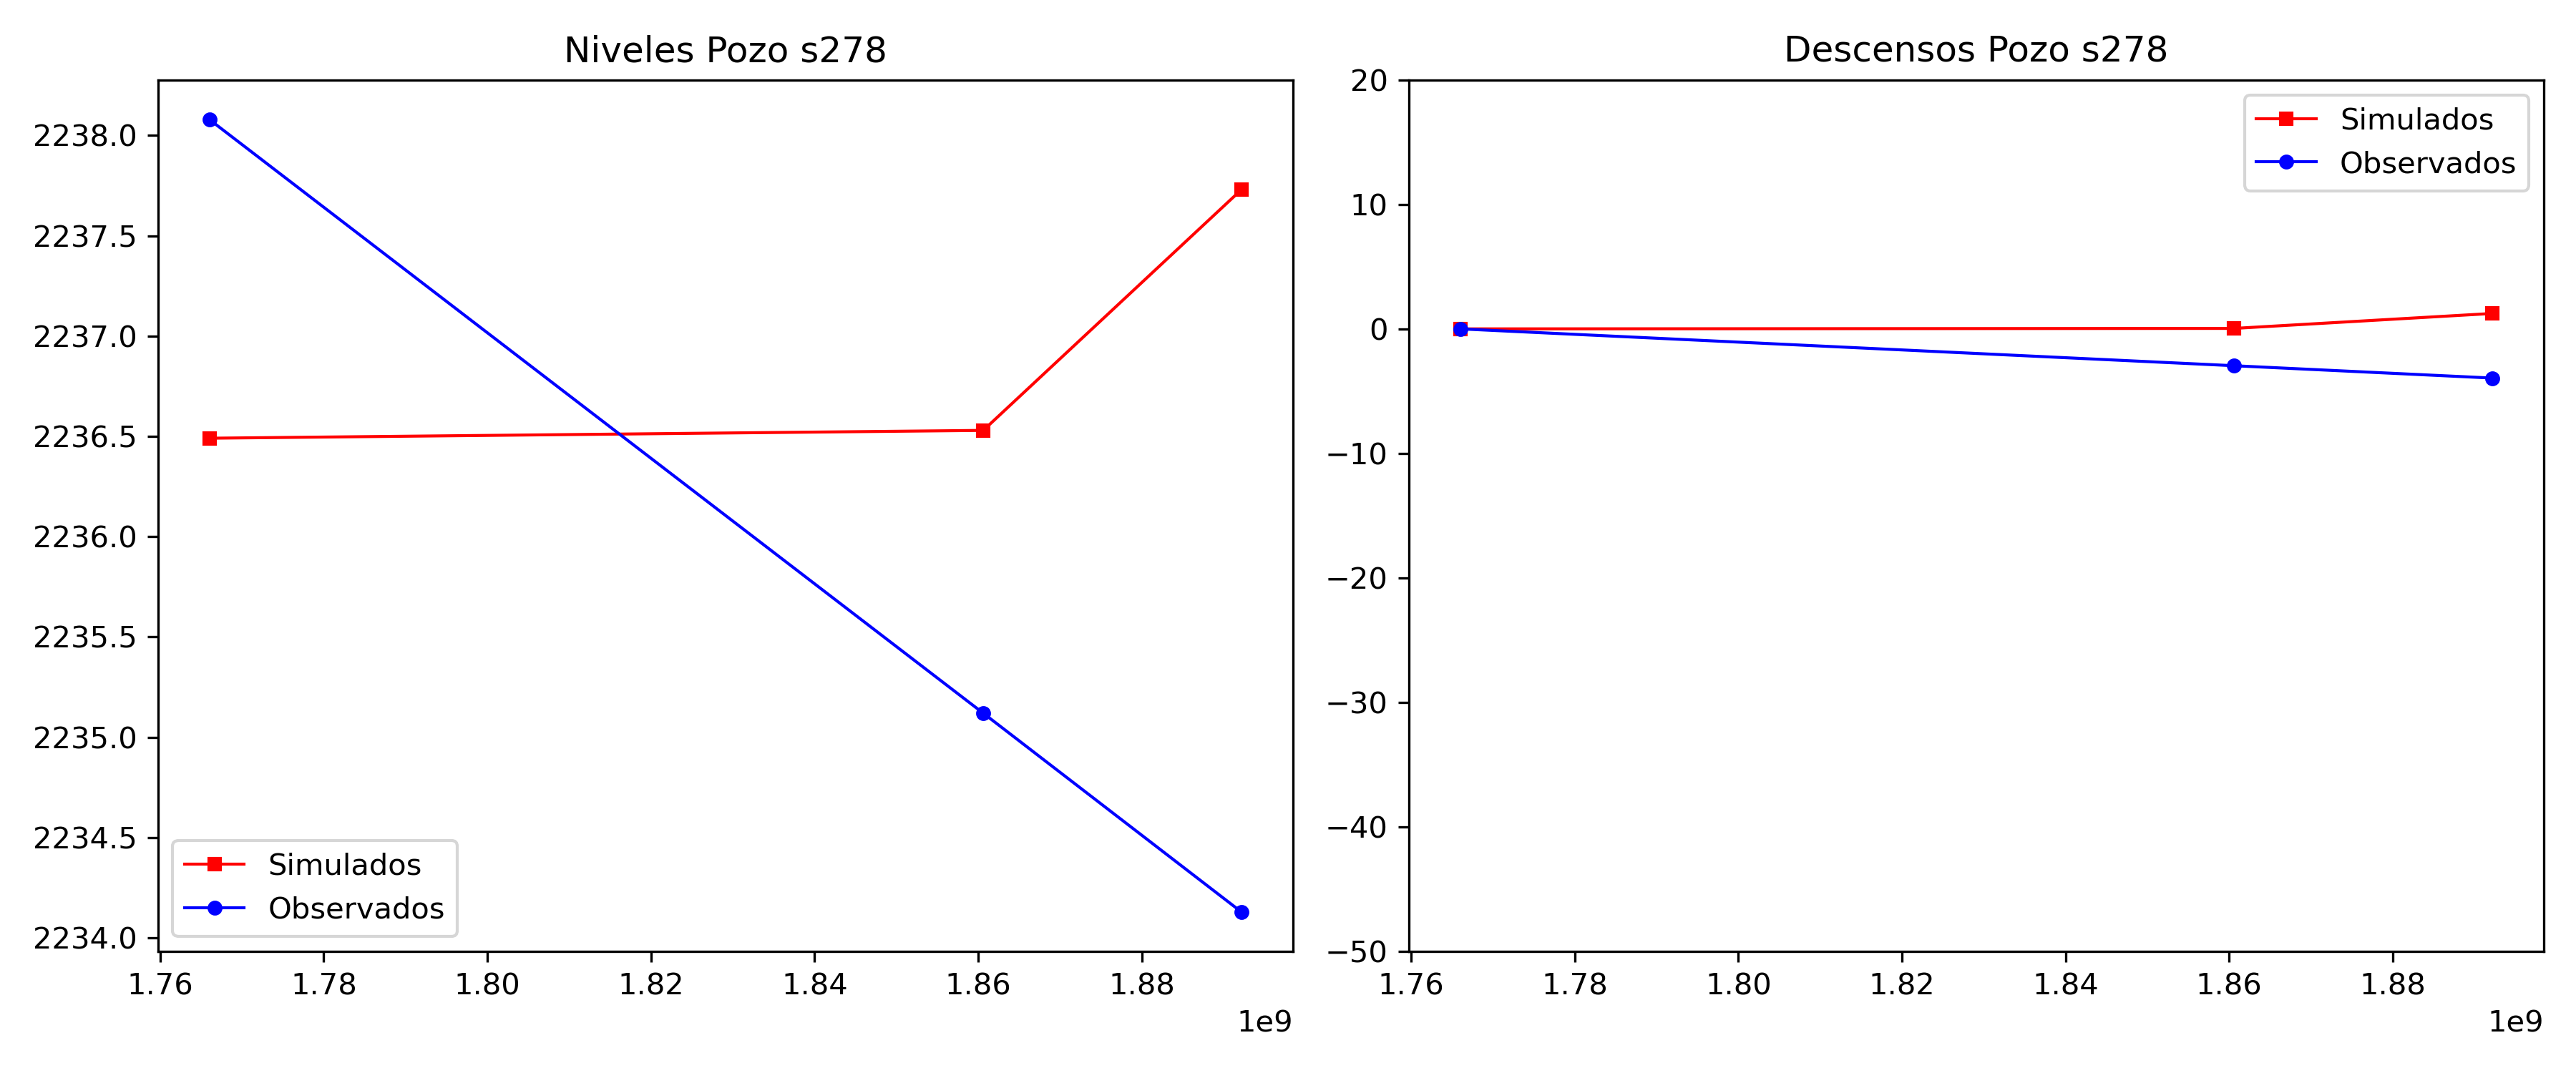 Niveles Pozo s278
2238.0
2237.5
2237.0
2236.5
2236.0
2235.5
2235.0
2234.5
2234.0
Simulados
Observados
1.76 1.78 1.80 1.82 1.84 1.86 1.88
1e9
Descensos Pozo s278
20
10
0
−10
−20
−30
−40
−50
Simulados
Observados
1.76 1.78 1.80 1.82 1.84 1.86 1.88
1e9